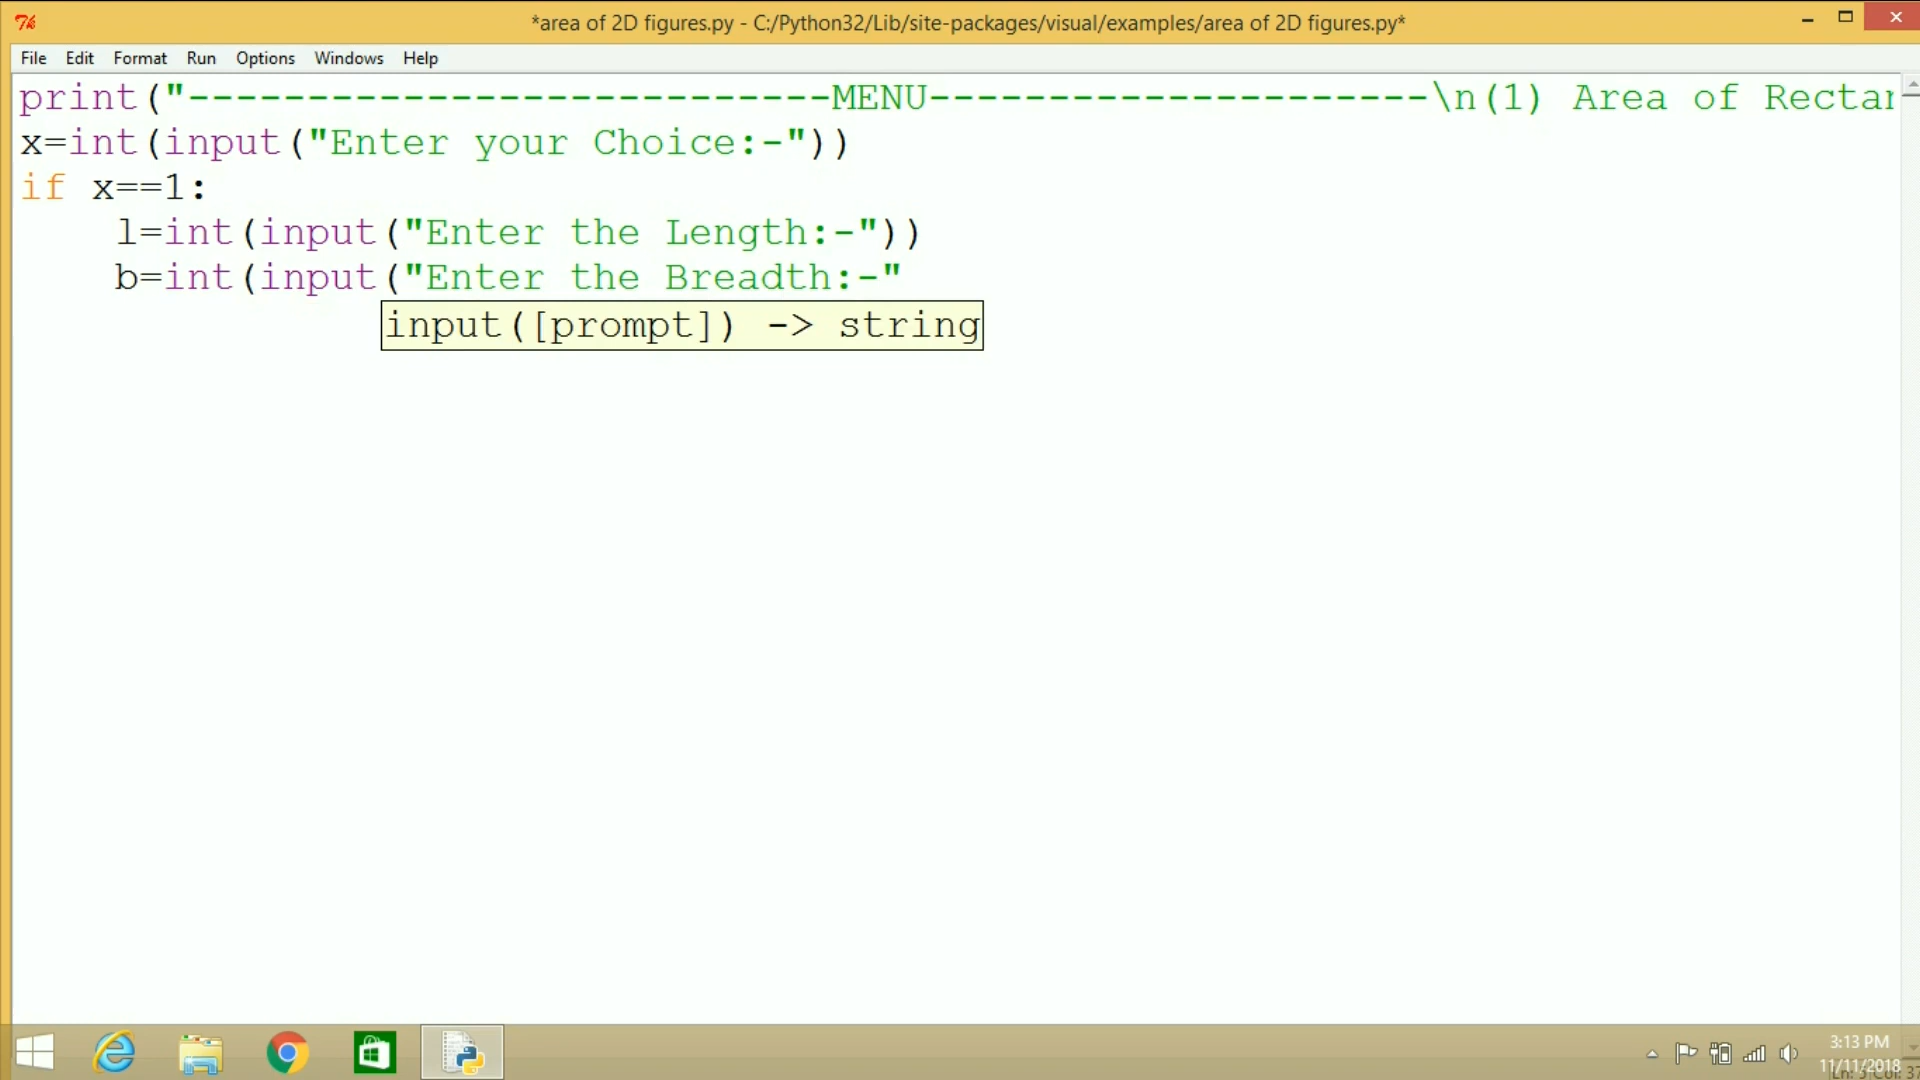 *area of 2D figures.py - C:/Python32/Lib/site-packages/visual/examples/area of 2D figures.py*
File Edit Format Run Options Windows Help
print("---------------------------MENU---------------------\n(1) Area of Rectan
x=int(input("Enter your Choice:-"))
if x==1:
    l=int(input("Enter the Length:-"))
    b=int(input("Enter the Breadth:-"
input([prompt]) -> string
3:13 PM
11/11/2018